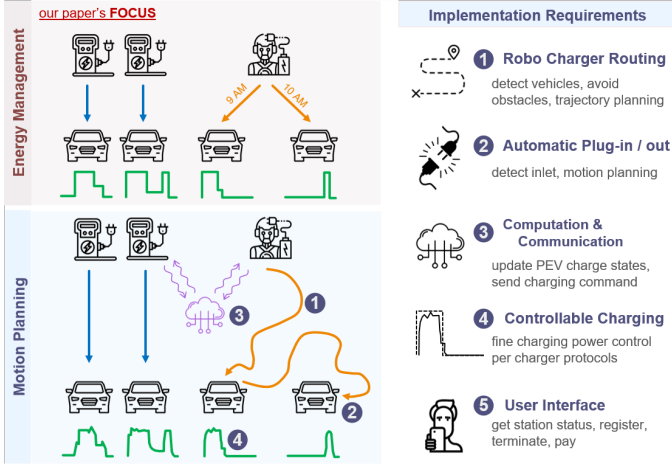 our paper's FOCUS
Energy Management
9 AM
10 AM
Motion Planning
3
1
2
4
Implementation Requirements
1 Robo Charger Routing
detect vehicles, avoid
obstacles, trajectory planning
2 Automatic Plug-in / out
detect inlet, motion planning
3 Computation &
Communication
update PEV charge states,
send charging command
4 Controllable Charging
fine charging power control
per charger protocols
5 User Interface
get station status, register,
terminate, pay